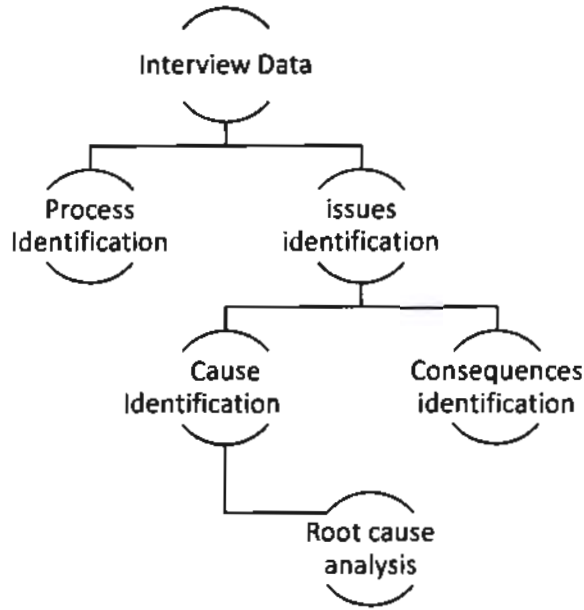 Interview Data
Process
Identification
issues
identification
Cause
Identification
Consequences
identification
Root cause
analysis